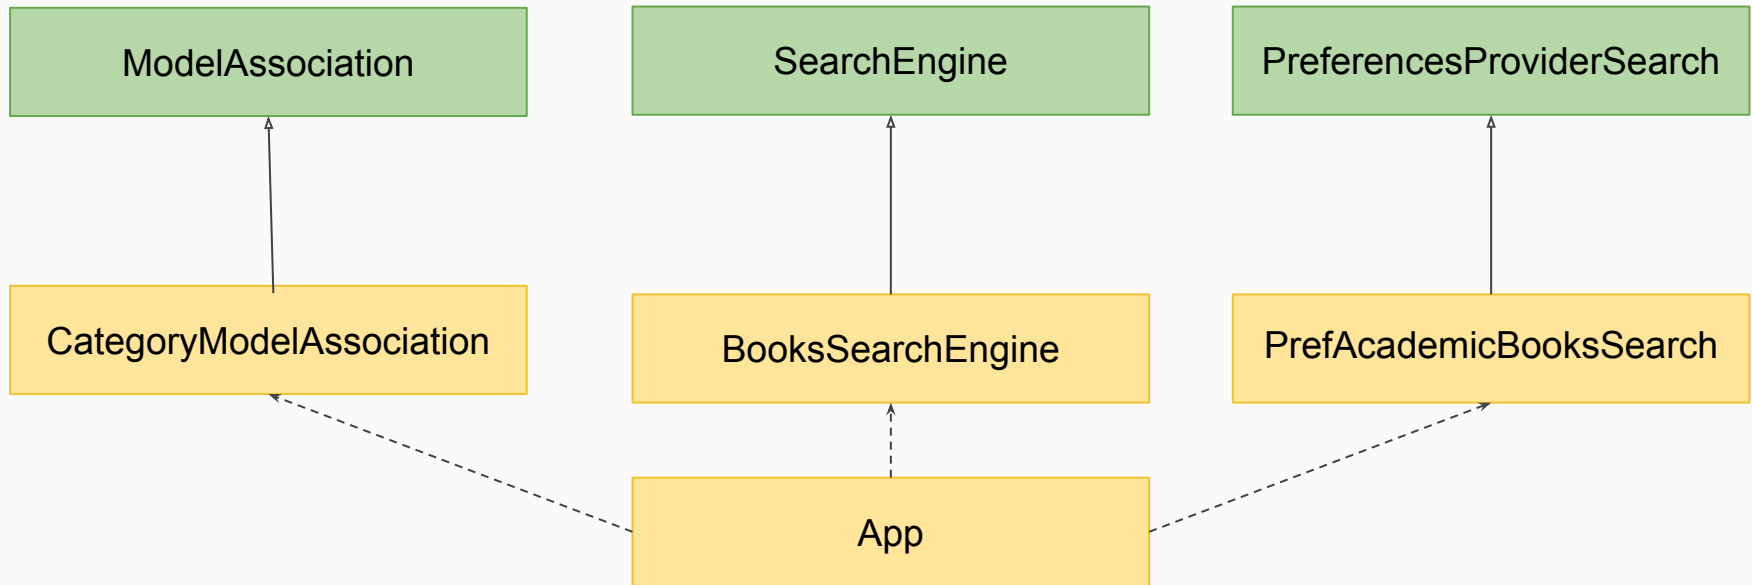 ModelAssociation
SearchEngine
PreferencesProviderSearch
CategoryModelAssociation
BooksSearchEngine
PrefAcademicBooksSearch
App